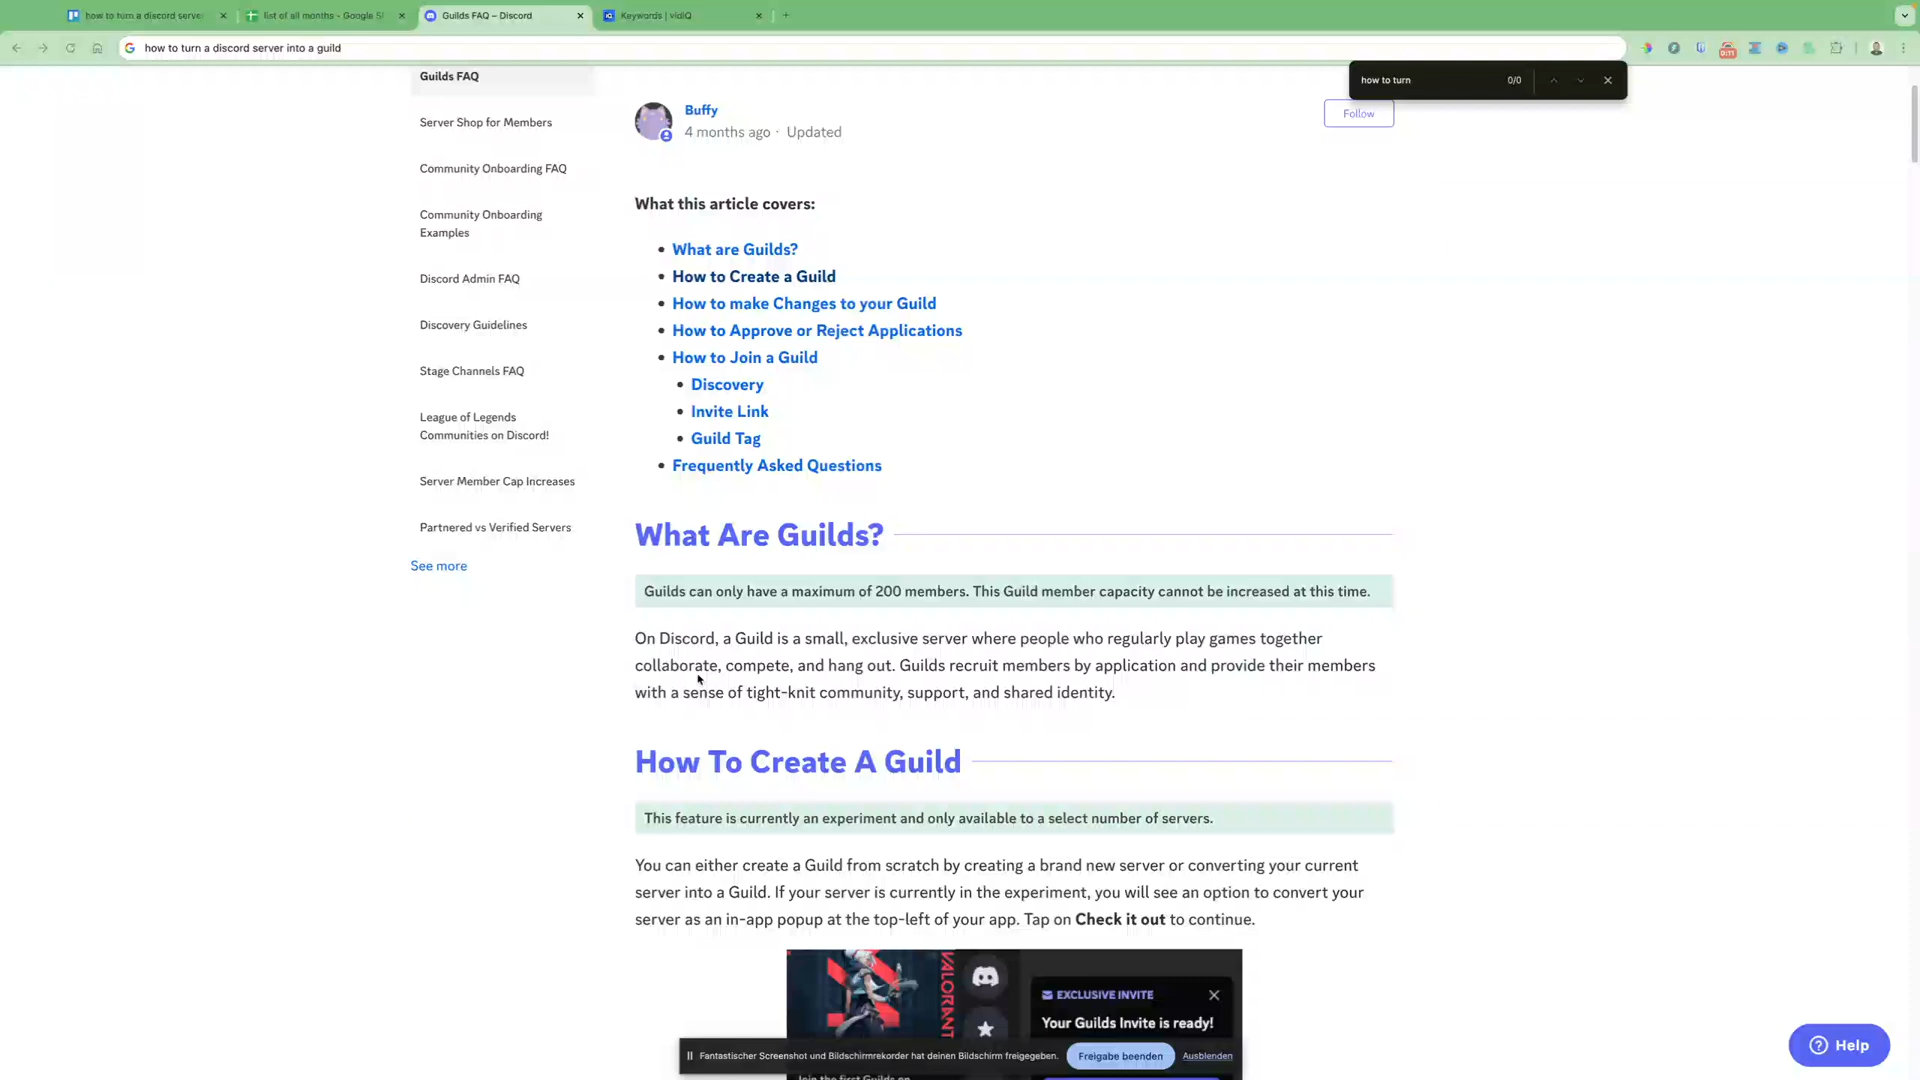 how to turn a discord server
list of all months - Google S
Guilds FAQ – Discord
Keywords | vidIQ
how to turn a discord server into a guild
0:11
how to turn
0/0
Guilds FAQ
Server Shop for Members
Community Onboarding FAQ
Community Onboarding
Examples
Discord Admin FAQ
Discovery Guidelines
Stage Channels FAQ
League of Legends
Communities on Discord!
Server Member Cap Increases
Partnered vs Verified Servers
See more
Buffy
4 months ago · Updated
Follow
What this article covers:
• What are Guilds?
• How to Create a Guild
• How to make Changes to your Guild
• How to Approve or Reject Applications
• How to Join a Guild
• Discovery
• Invite Link
• Guild Tag
• Frequently Asked Questions
What Are Guilds?
Guilds can only have a maximum of 200 members. This Guild member capacity cannot be increased at this time.
On Discord, a Guild is a small, exclusive server where people who regularly play games together
collaborate, compete, and hang out. Guilds recruit members by application and provide their members
with a sense of tight-knit community, support, and shared identity.
How To Create A Guild
This feature is currently an experiment and only available to a select number of servers.
You can either create a Guild from scratch by creating a brand new server or converting your current
server into a Guild. If your server is currently in the experiment, you will see an option to convert your
server as an in-app popup at the top-left of your app. Tap on Check it out to continue.
VALORANT
EXCLUSIVE INVITE
Your Guilds Invite is ready!
Fantastischer Screenshot und Bildschirmrekorder hat deinen Bildschirm freigegeben.
Freigabe beenden
Ausblenden
Join the first Guilds on
Help